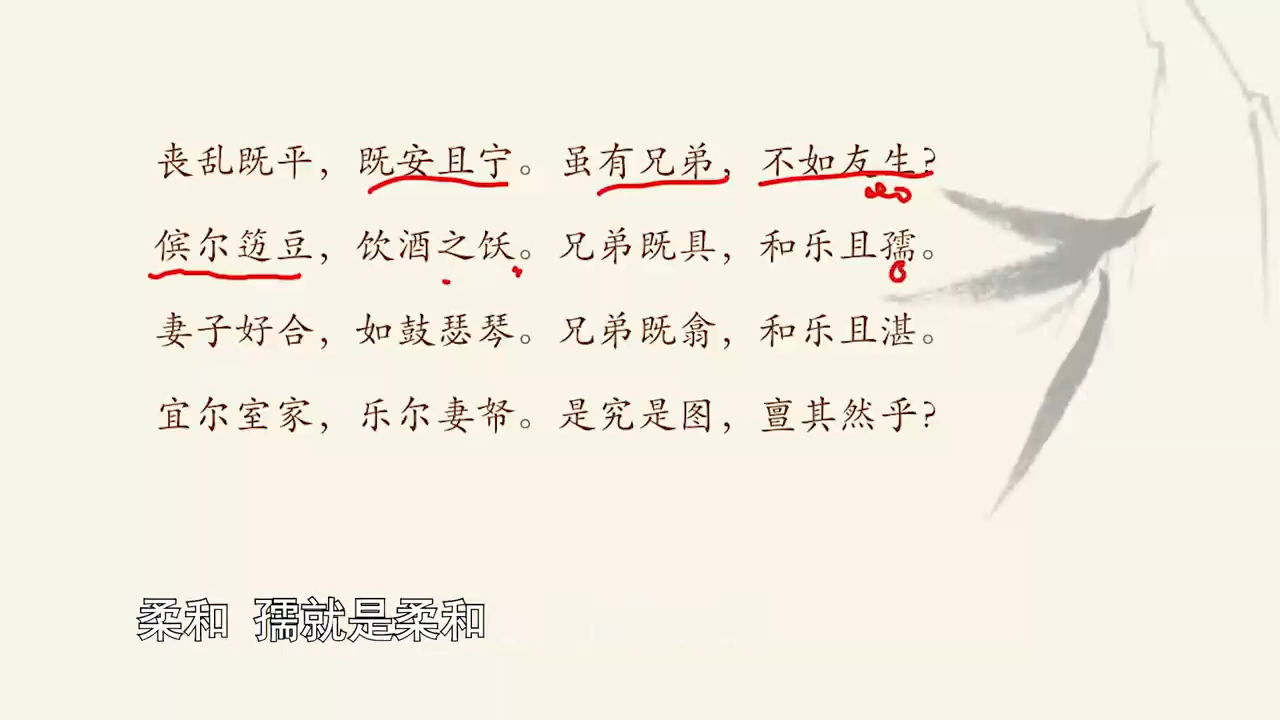 丧乱既平，既安且宁。虽有兄弟，不如友生?
傧尔笾豆，饮酒之饫。兄弟既具，和乐且孺。
妻子好合，如鼓瑟琴。兄弟既翕，和乐且湛。
宜尔室家，乐尔妻帑。是究是图，亶其然乎?
柔和 孺就是柔和